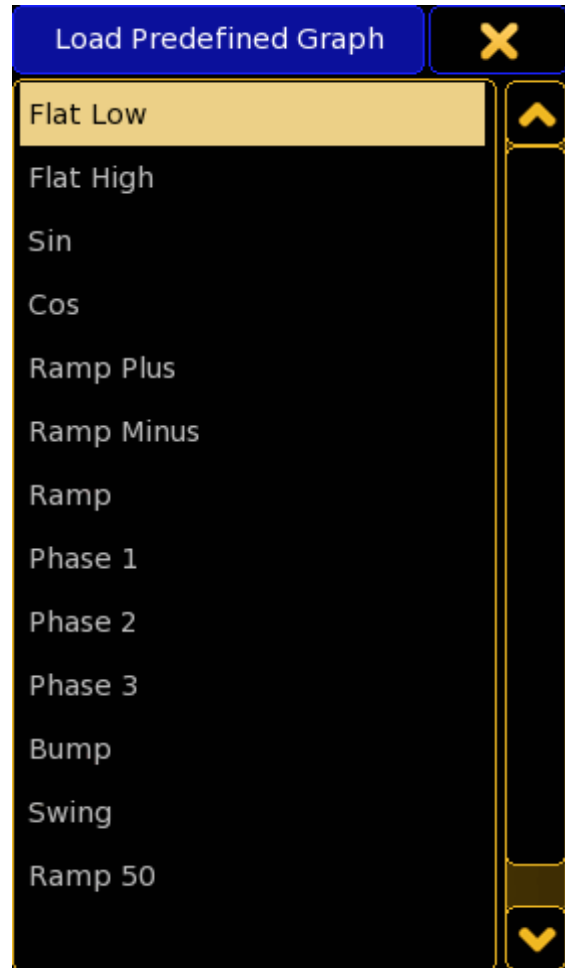 Load Predefined Graph
Flat Low
Flat High
Sin
Cos
Ramp Plus
Ramp Minus
Ramp
Phase 1
Phase 2
Phase 3
Bump
Swing
Ramp 50